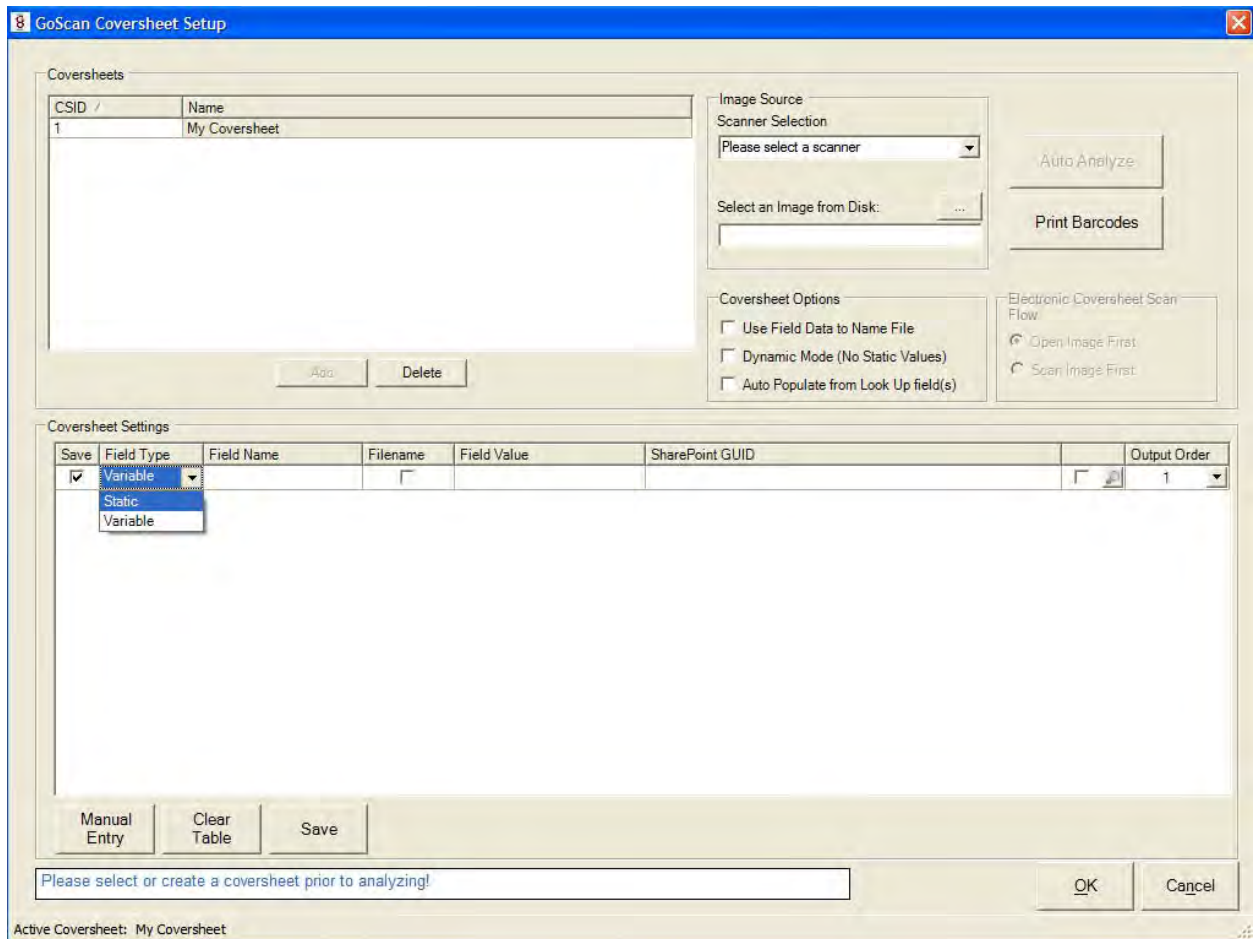 GoScan Coversheet Setup
Coversheets
CSID / Name
1 My Coversheet
Add Delete
Image Source
Scanner Selection
Please select a scanner
Select an Image from Disk: ...
Auto Analyze
Print Barcodes
Coversheet Options
Use Field Data to Name File
Dynamic Mode (No Static Values)
Auto Populate from Look Up field(s)
Electronic Coversheet Scan
Flow
Open Image First
Scan Image First
Coversheet Settings
Save Field Type Field Name Filename Field Value SharePoint GUID Output Order
Variable 1
Static
Variable
Manual
Entry
Clear
Table
Save
Please select or create a coversheet prior to analyzing!
OK Cancel
Active Coversheet: My Coversheet